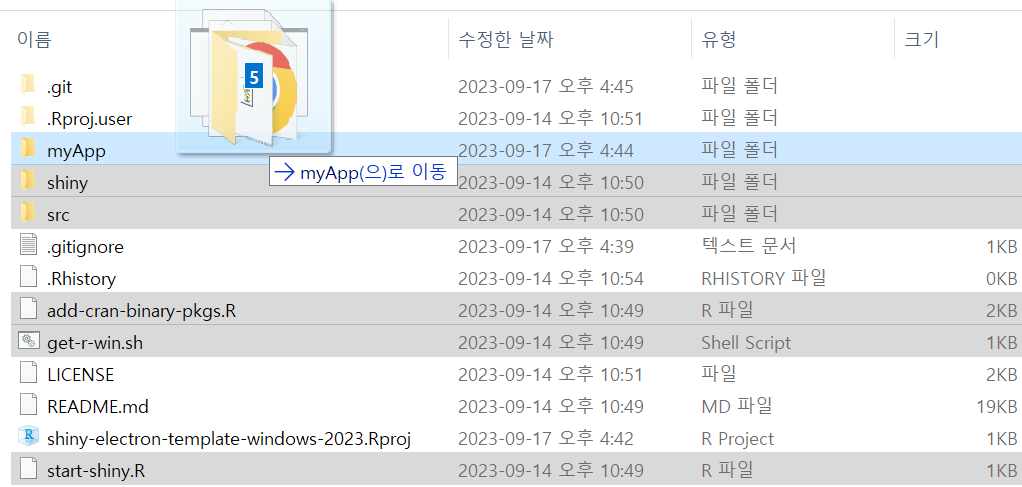 이름 수정한 날짜 유형 크기
.git 2023-09-17 오후 4:45 파일 폴더
.Rproj.user 2023-09-14 오후 10:51 파일 폴더
5
myApp 2023-09-17 오후 4:44 파일 폴더
→ myApp(으)로 이동
shiny 2023-09-14 오후 10:50 파일 폴더
src 2023-09-14 오후 10:50 파일 폴더
.gitignore 2023-09-17 오후 4:39 텍스트 문서 1KB
.Rhistory 2023-09-14 오후 10:54 RHISTORY 파일 0KB
add-cran-binary-pkgs.R 2023-09-14 오후 10:49 R 파일 2KB
get-r-win.sh 2023-09-14 오후 10:49 Shell Script 1KB
LICENSE 2023-09-14 오후 10:51 파일 2KB
README.md 2023-09-14 오후 10:49 MD 파일 19KB
shiny-electron-template-windows-2023.Rproj 2023-09-17 오후 4:42 R Project 1KB
start-shiny.R 2023-09-14 오후 10:49 R 파일 1KB